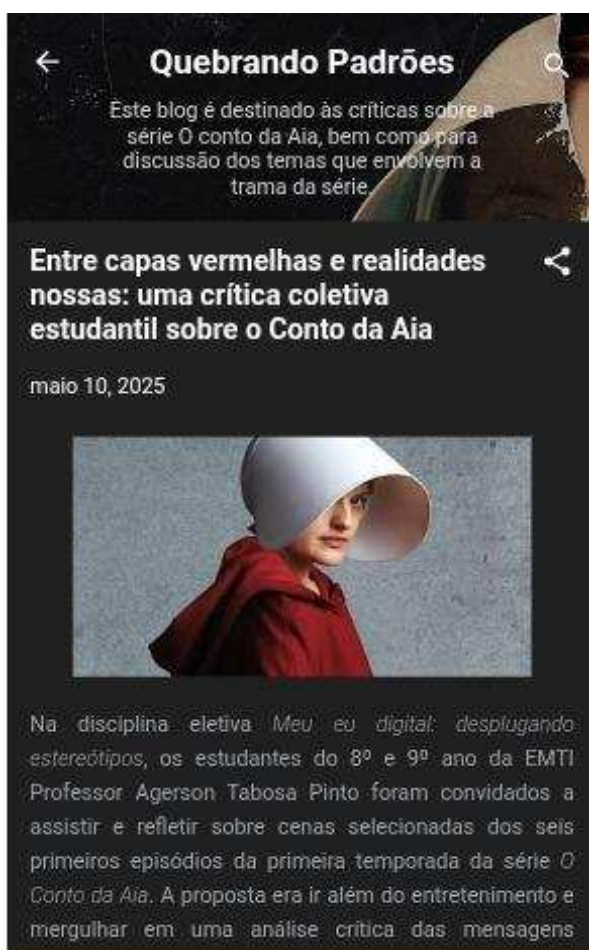 Quebrando Padrões
Este blog é destinado às críticas sobre a
série O conto da Aia, bem como para
discussão dos temas que envolvem a
trama da série.
Entre capas vermelhas e realidades
nossas: uma crítica coletiva
estudantil sobre o Conto da Aia
maio 10, 2025
Na disciplina eletiva Meu eu digital: desplugando
estereótipos, os estudantes do 8º e 9º ano da EMTI
Professor Agerson Tabosa Pinto foram convidados a
assistir e refletir sobre cenas selecionadas dos seis
primeiros episódios da primeira temporada da série O
Conto da Aia. A proposta era ir além do entretenimento e
mergulhar em uma análise crítica das mensagens